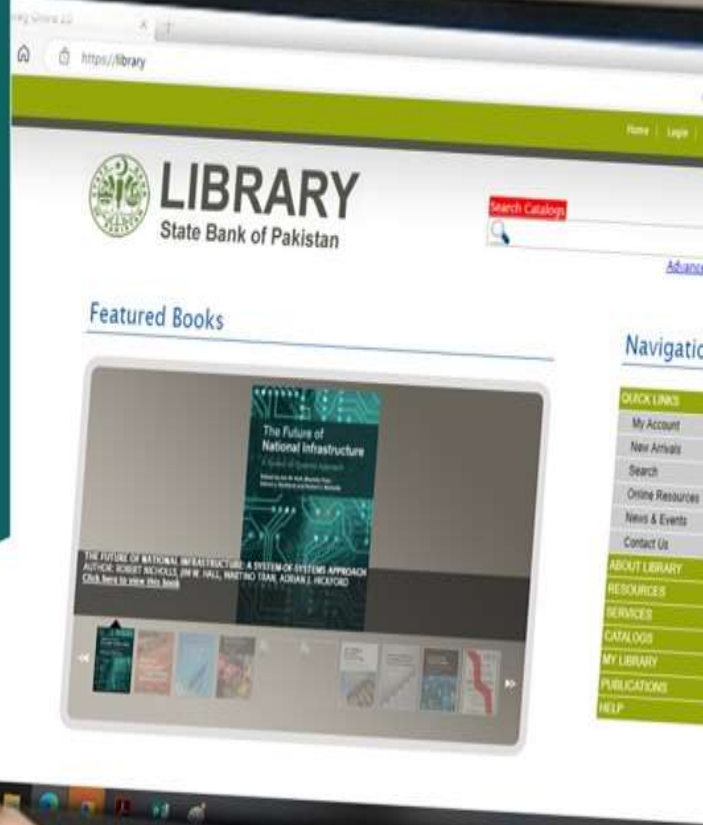 https://library
Home | Login |
LIBRARY
State Bank of Pakistan
Search Catalogs
Featured Books
The Future of
National Infrastructure
THE FUTURE OF NATIONAL INFRASTRUCTURE: A SYSTEM-OF-SYSTEMS APPROACH
AUTHOR: ROBERT NICHOLLS, JIM W. HALL, MARTINO TRAN, ADRIAN J. HICKFORD
Click here to view this book
QUICK LINKS
My Account
New Arrivals
Search
Online Resources
News & Events
Contact Us
ABOUT LIBRARY
RESOURCES
SERVICES
CATALOGS
MY LIBRARY
PUBLICATIONS
HELP